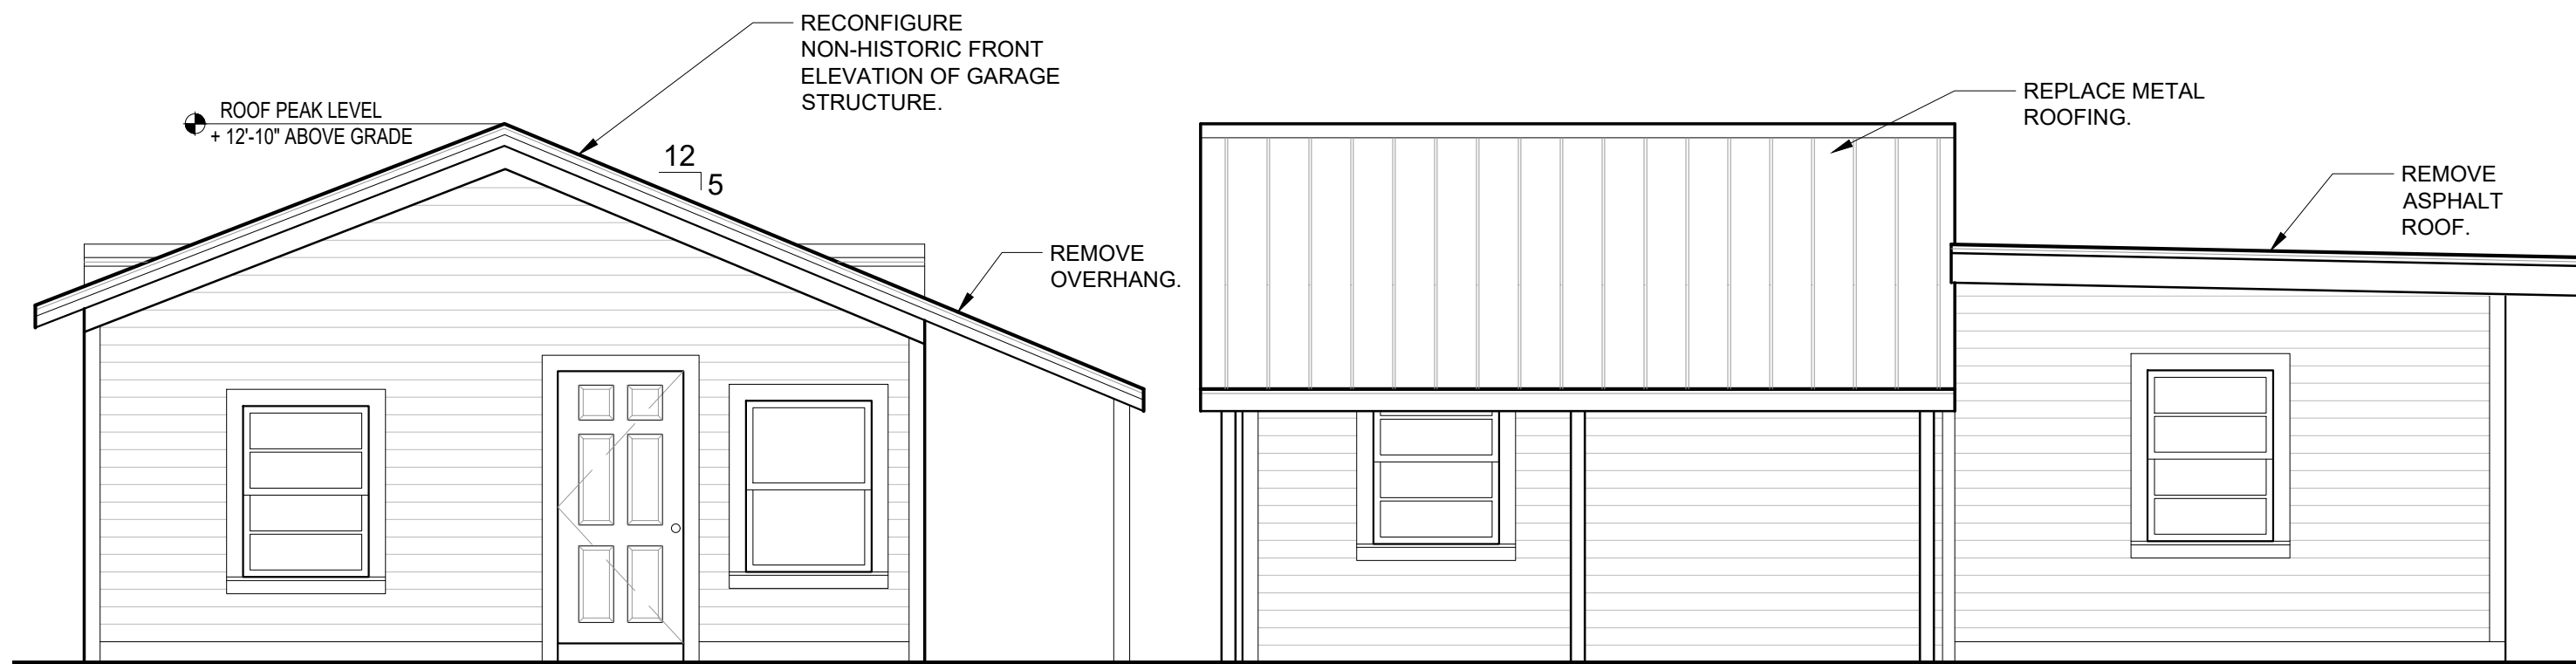 RECONFIGURE
NON-HISTORIC FRONT
ELEVATION OF GARAGE
STRUCTURE.
ROOF PEAK LEVEL
+ 12'-10" ABOVE GRADE
12
5
REMOVE
OVERHANG.
REPLACE METAL
ROOFING.
REMOVE
ASPHALT
ROOF.